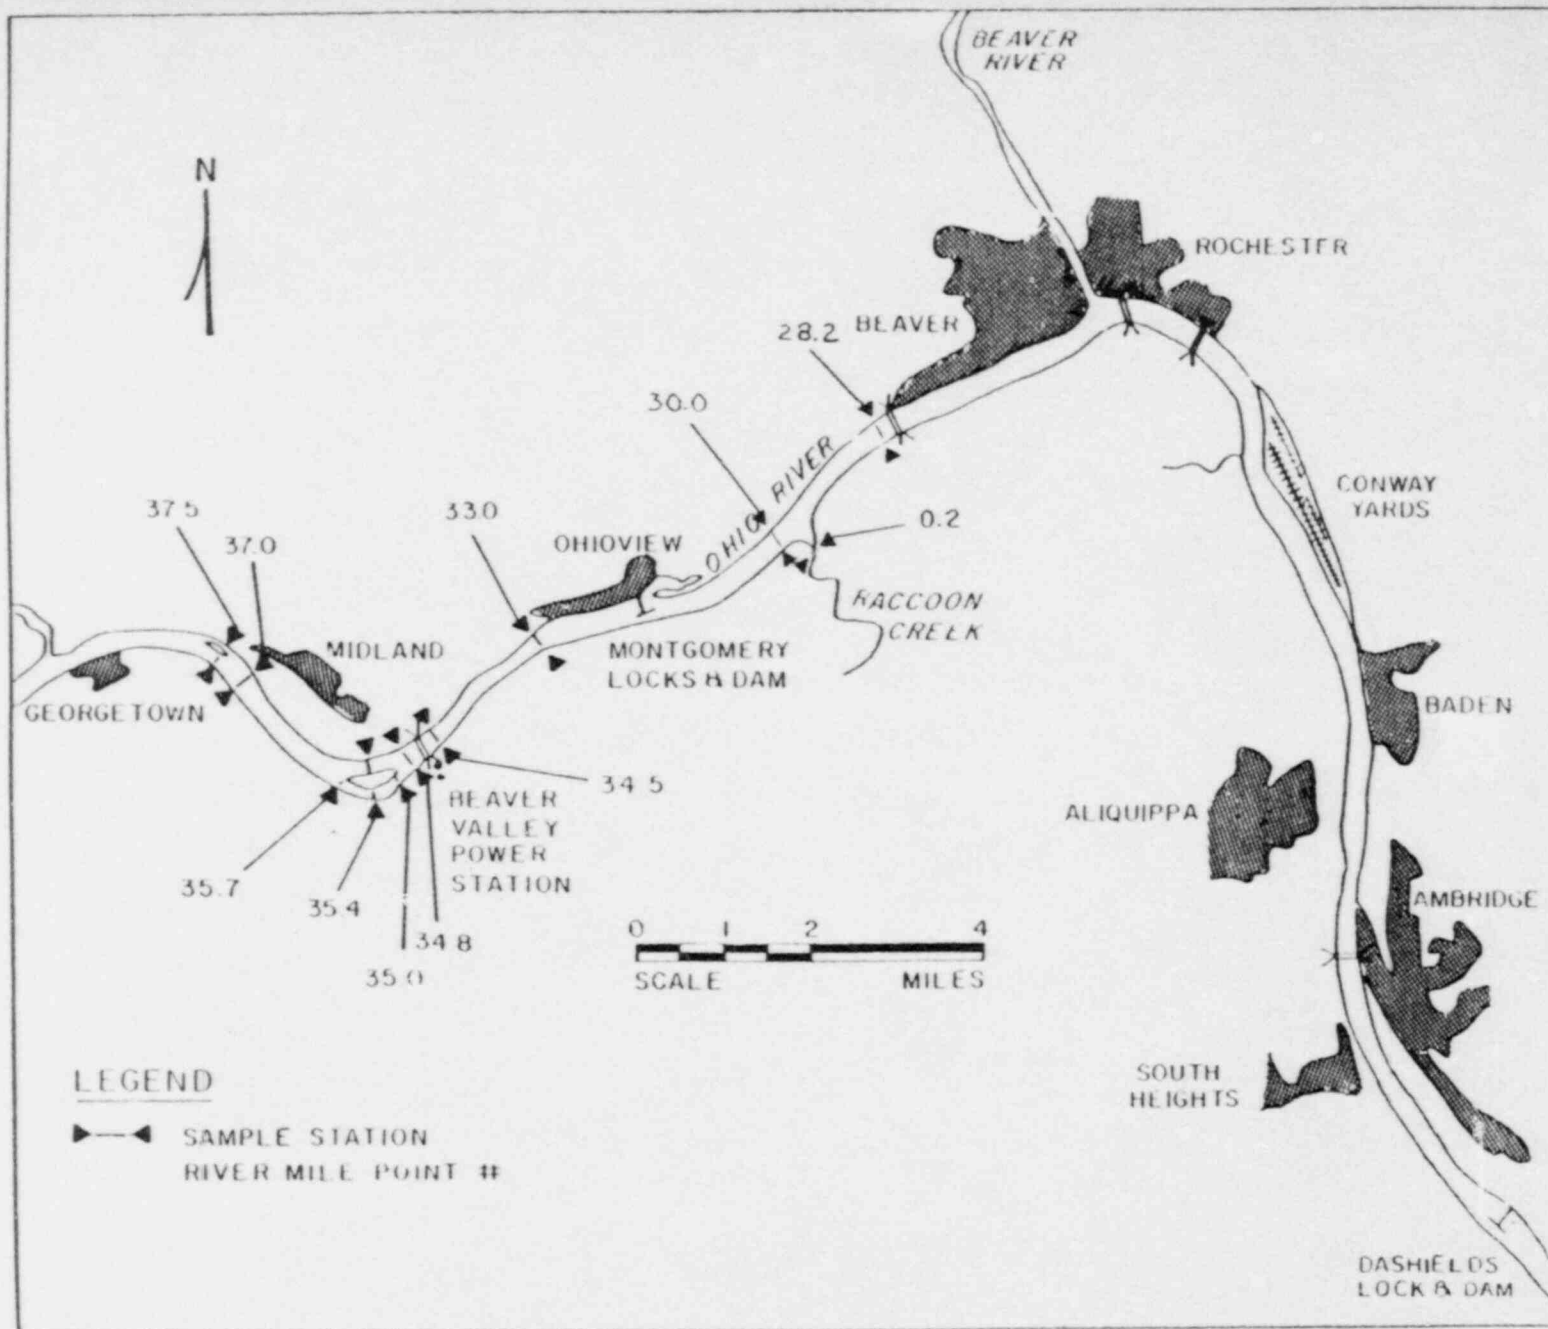 BEAVER
RIVER
N
ROCHESTER
BEAVER
28.2
30.0
OHIO RIVER
CONWAY
YARDS
37.5
37.0
33.0
OHIOVIEW
0.2
RACCOON
CREEK
MIDLAND
MONTGOMERY
LOCKS & DAM
GEORGETOWN
BADEN
34.5
BEAVER
VALLEY
POWER
STATION
ALIQUIPPA
35.7
35.4
34.8
35.0
AMBRIDGE
0 1 2 4
SCALE MILES
SOUTH
HEIGHTS
LEGEND
SAMPLE STATION
RIVER MILE POINT #
DASHIELDS
LOCK & DAM